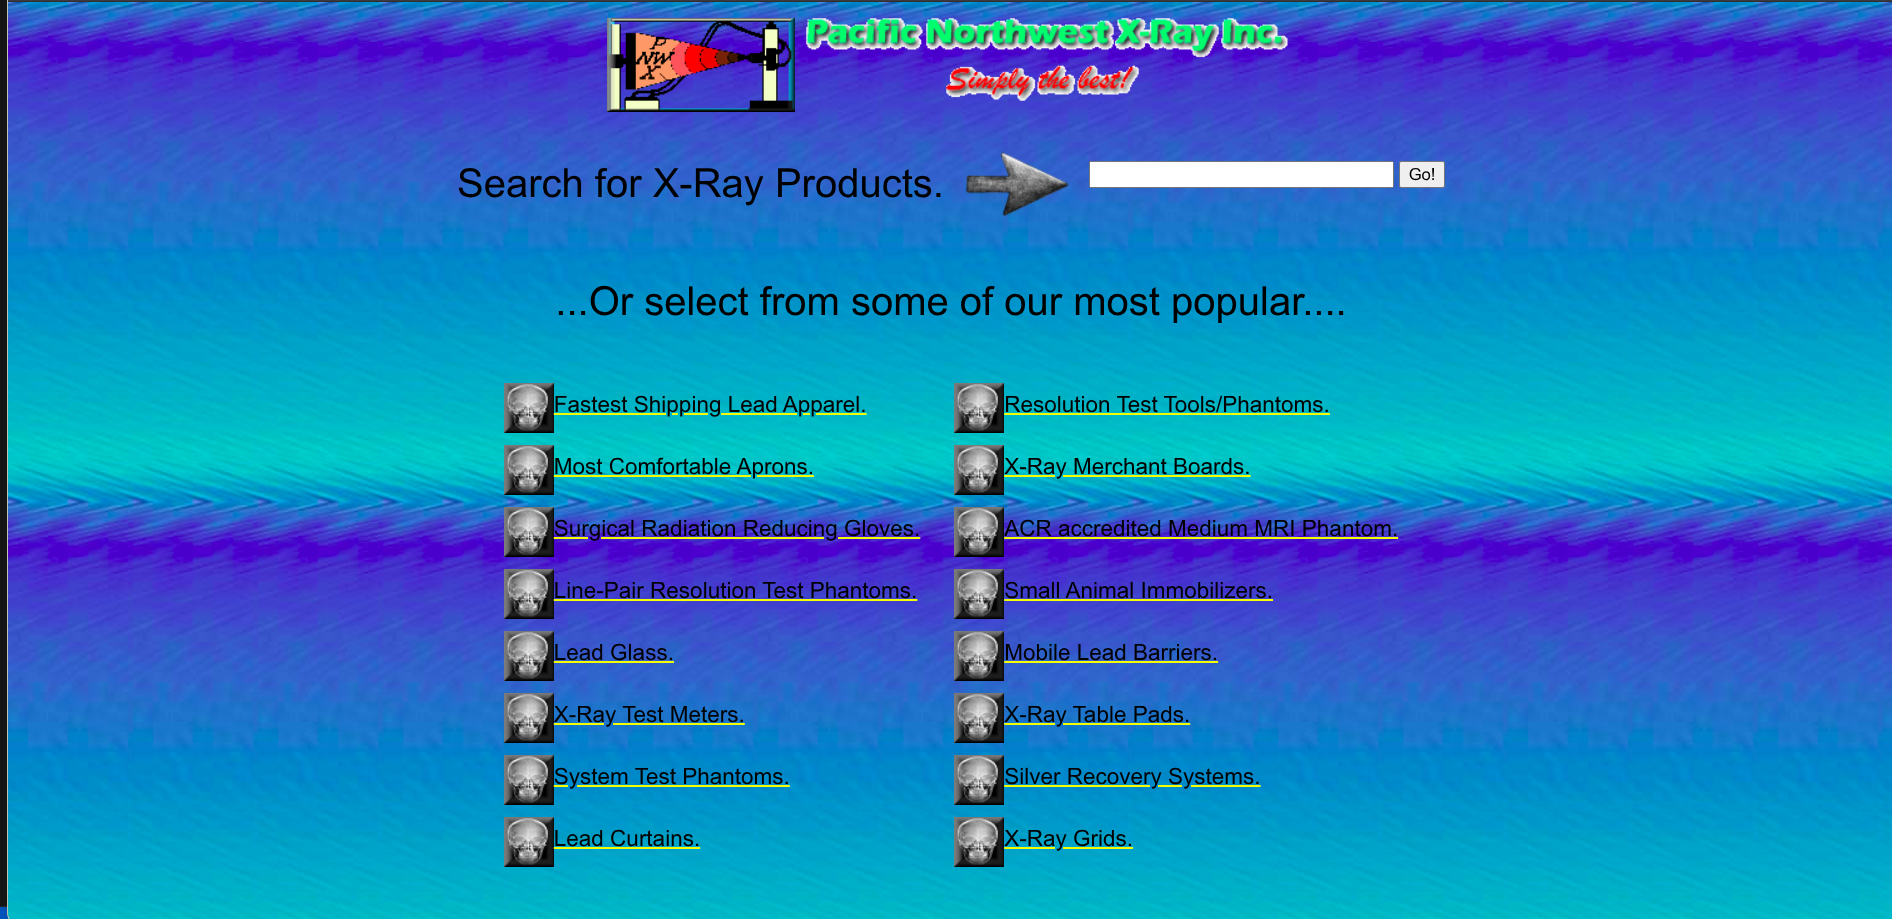 P
NW
X
Pacific Northwest X-Ray Inc.
Simply the best!
Search for X-Ray Products.
Go!
...Or select from some of our most popular....
Fastest Shipping Lead Apparel.
Resolution Test Tools/Phantoms.
Most Comfortable Aprons.
X-Ray Merchant Boards.
Surgical Radiation Reducing Gloves.
ACR accredited Medium MRI Phantom.
Line-Pair Resolution Test Phantoms.
Small Animal Immobilizers.
Lead Glass.
Mobile Lead Barriers.
X-Ray Test Meters.
X-Ray Table Pads.
System Test Phantoms.
Silver Recovery Systems.
Lead Curtains.
X-Ray Grids.